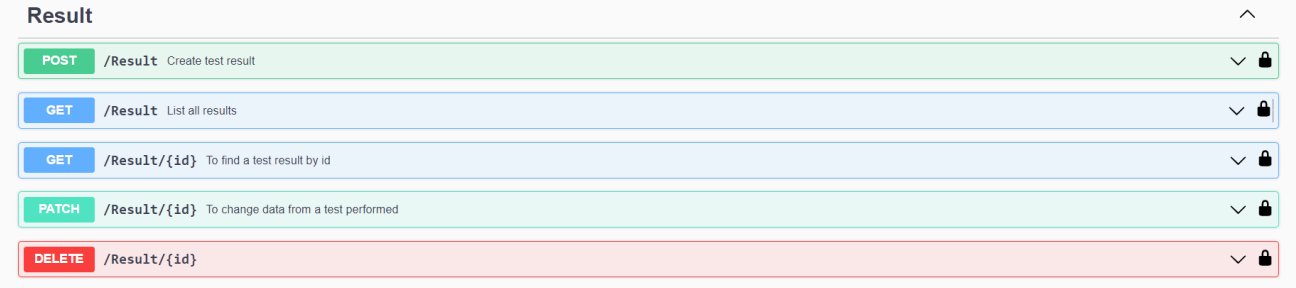 Result
POST /Result Create test result
GET /Result List all results
GET /Result/{id} To find a test result by id
PATCH /Result/{id} To change data from a test performed
DELETE /Result/{id}